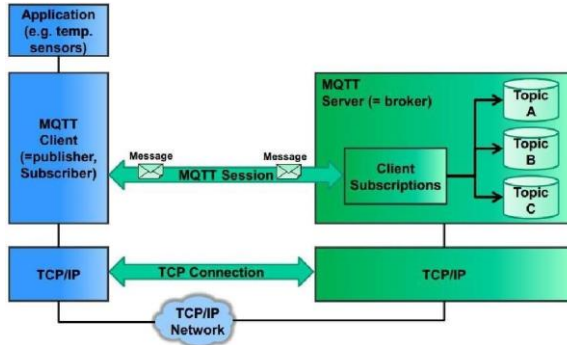 Application
(e.g. temp.
sensors)
MQTT
Client
(=publisher,
Subscriber)
Message
Message
MQTT Session
MQTT
Server (= broker)
Client
Subscriptions
Topic
A
Topic
B
Topic
C
TCP/IP
TCP Connection
TCP/IP
TCP/IP
Network